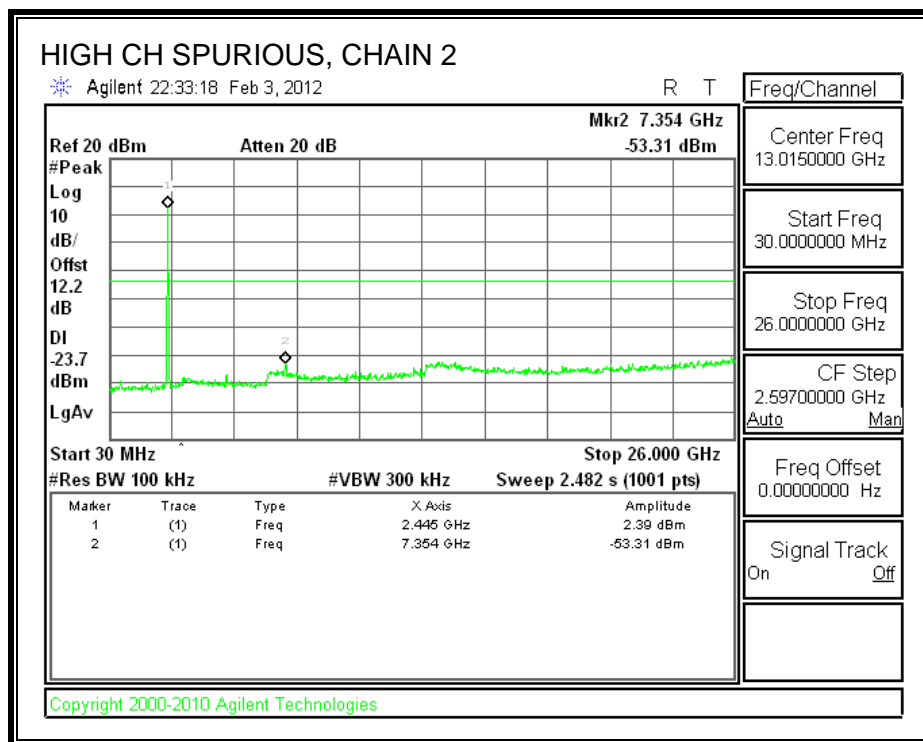 HIGH CH SPURIOUS, CHAIN 2
Agilent 22:33:18 Feb 3, 2012 R T
Mkr2 7.354 GHz
Ref 20 dBm Atten 20 dB -53.31 dBm
#Peak
Log
10
dB/
Offst
12.2
dB
DI
-23.7
dBm
LgAv
1
2
Start 30 MHz Stop 26.000 GHz
#Res BW 100 kHz #VBW 300 kHz Sweep 2.482 s (1001 pts)
Marker Trace Type X Axis Amplitude
1 (1) Freq 2.445 GHz 2.39 dBm
2 (1) Freq 7.354 GHz -53.31 dBm
Freq/Channel
Center Freq
13.0150000 GHz
Start Freq
30.0000000 MHz
Stop Freq
26.0000000 GHz
CF Step
2.59700000 GHz
Auto Man
Freq Offset
0.00000000 Hz
Signal Track
On Off
Copyright 2000-2010 Agilent Technologies